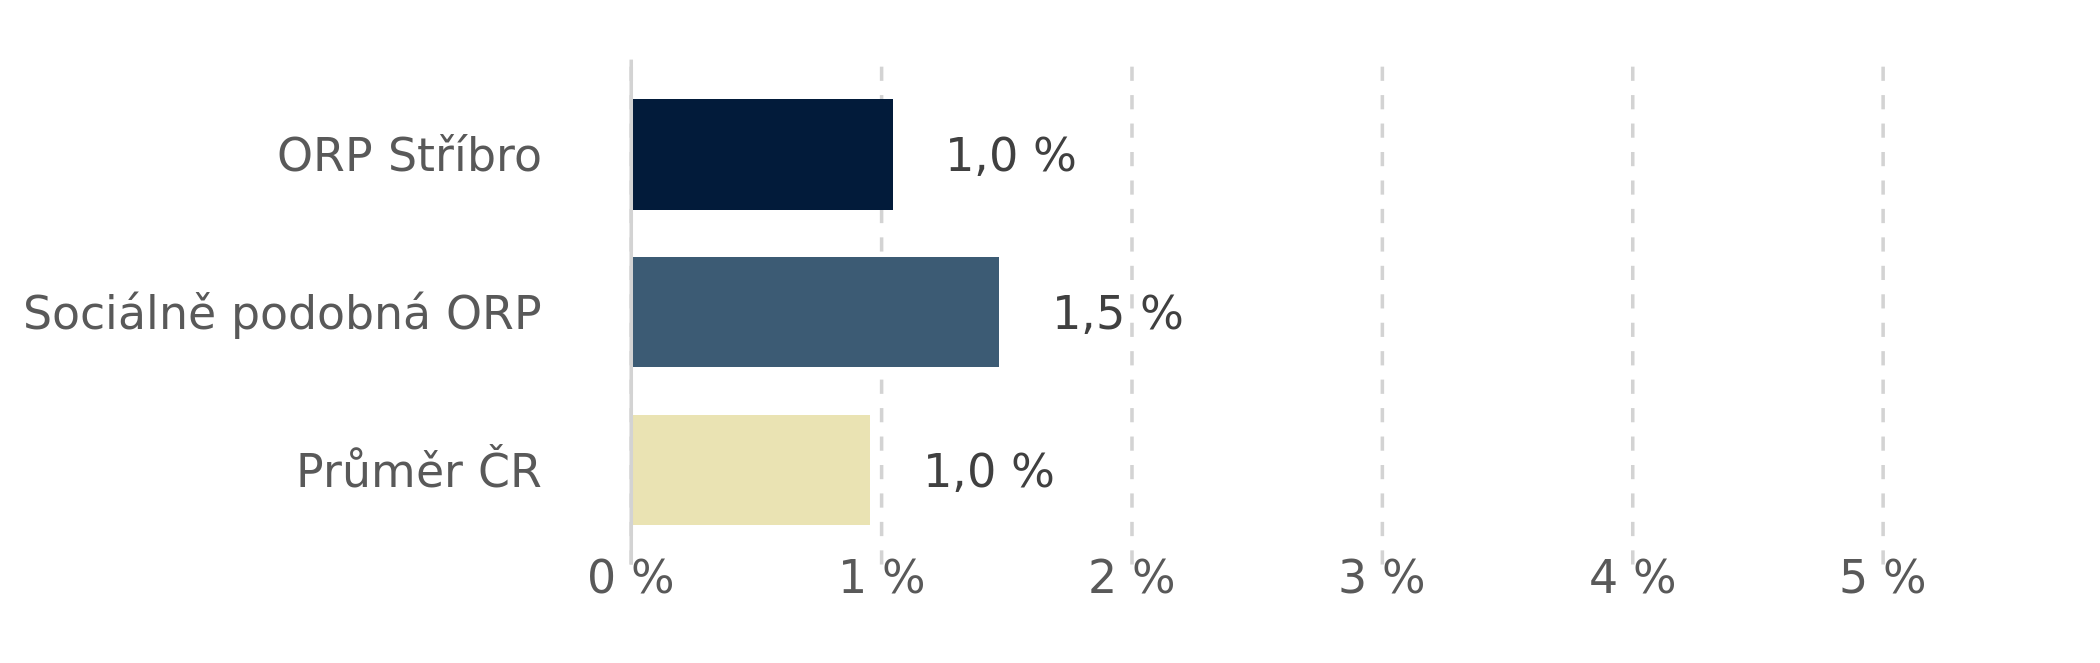 ORP Stříbro
1,0 %
Sociálně podobná ORP
1,5 %
Průměr ČR
1,0 %
0 % 1 % 2 % 3 % 4 % 5 %